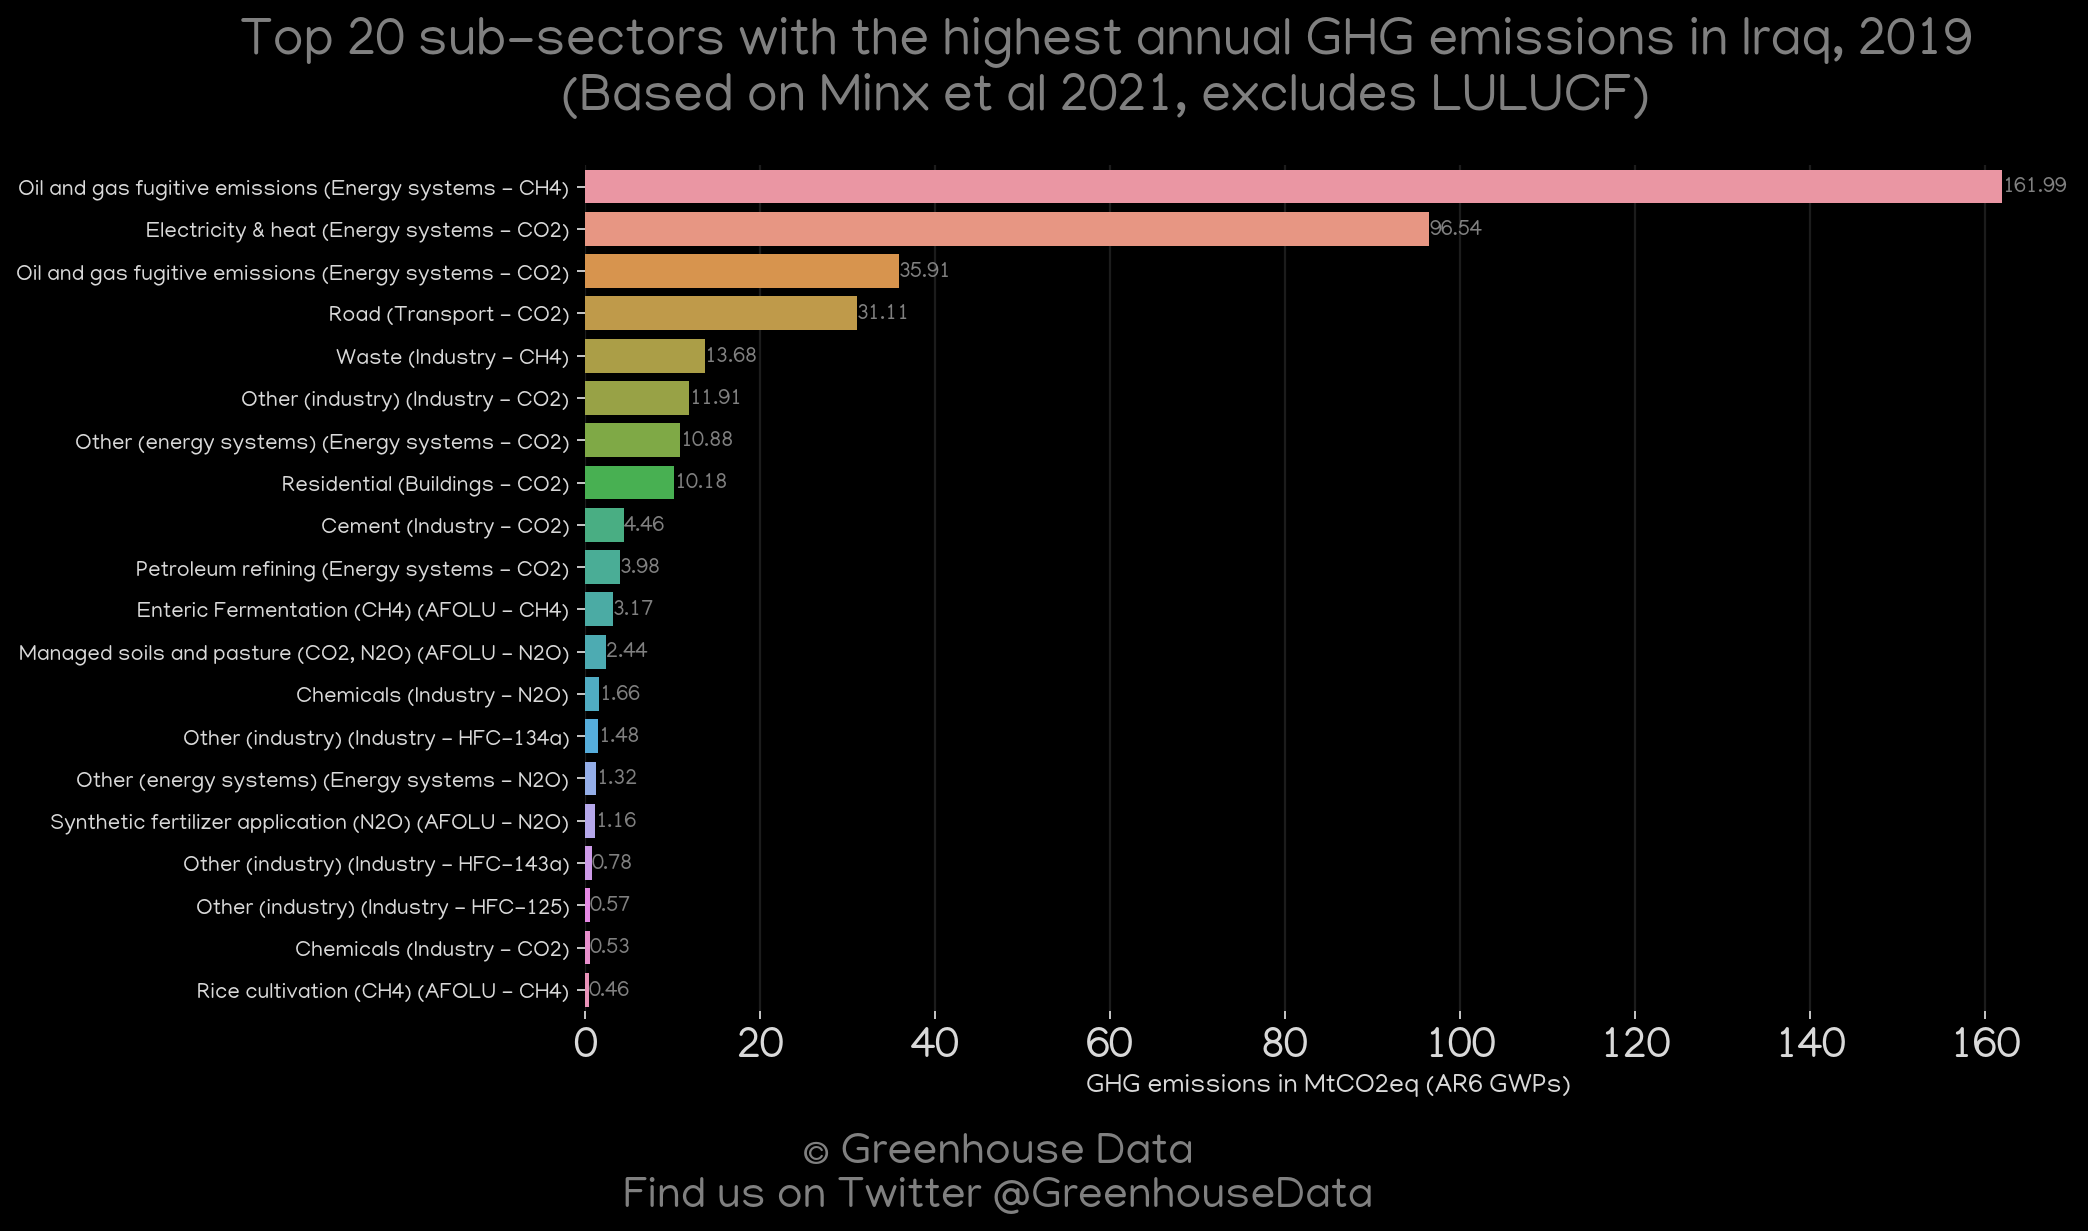 Top 20 sub-sectors with the highest annual GHG emissions in Iraq, 2019
(Based on Minx et al 2021, excludes LULUCF)
Oil and gas fugitive emissions (Energy systems - CH4) 161.99
Electricity & heat (Energy systems - CO2) 96.54
Oil and gas fugitive emissions (Energy systems - CO2) 35.91
Road (Transport - CO2) 31.11
Waste (Industry - CH4) 13.68
Other (industry) (Industry - CO2) 11.91
Other (energy systems) (Energy systems - CO2) 10.88
Residential (Buildings - CO2) 10.18
Cement (Industry - CO2) 4.46
Petroleum refining (Energy systems - CO2) 3.98
Enteric Fermentation (CH4) (AFOLU - CH4) 3.17
Managed soils and pasture (CO2, N2O) (AFOLU - N2O) 2.44
Chemicals (Industry - N2O) 1.66
Other (industry) (Industry - HFC-134a) 1.48
Other (energy systems) (Energy systems - N2O) 1.32
Synthetic fertilizer application (N2O) (AFOLU - N2O) 1.16
Other (industry) (Industry - HFC-143a) 0.78
Other (industry) (Industry - HFC-125) 0.57
Chemicals (Industry - CO2) 0.53
Rice cultivation (CH4) (AFOLU - CH4) 0.46
0 20 40 60 80 100 120 140 160
GHG emissions in MtCO2eq (AR6 GWPs)
© Greenhouse Data
Find us on Twitter @GreenhouseData